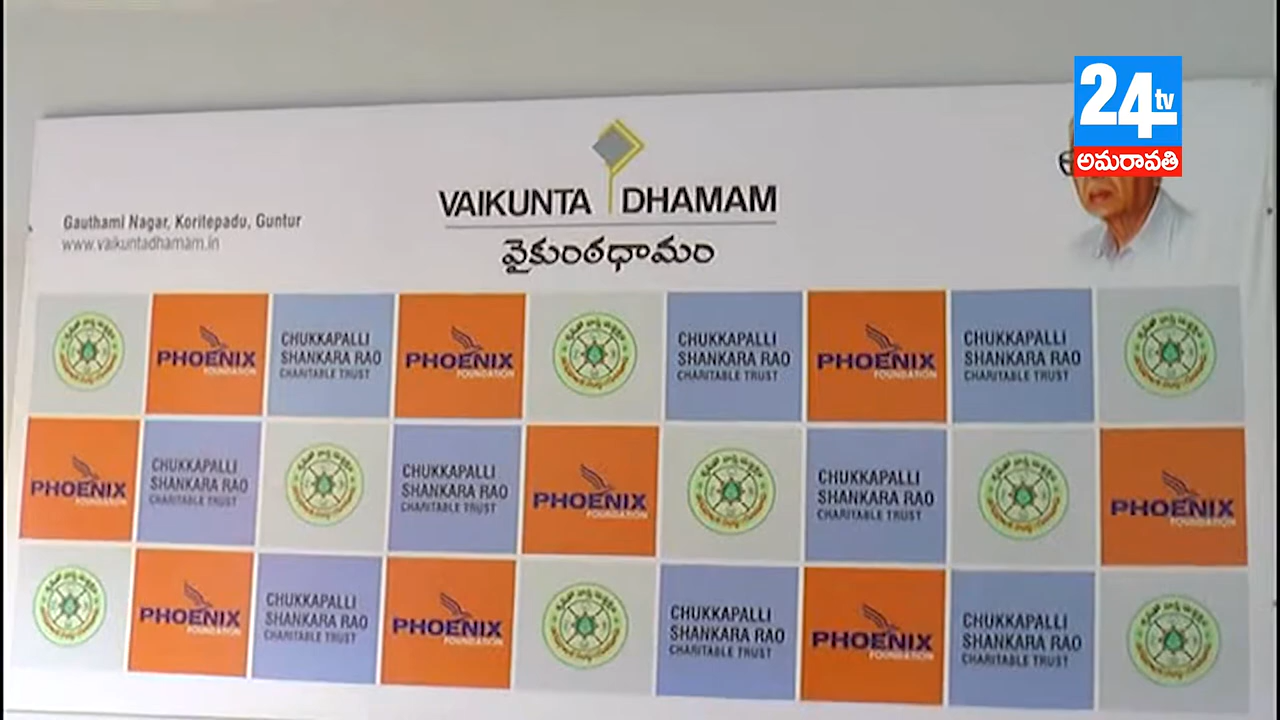 24 tv
అమరావతి
VAIKUNTA DHAMAM
వైకుంఠధామం
Gauthami Nagar, Koritepadu, Guntur
www.vaikuntadhamam.in
PHOENIX
FOUNDATION
CHUKKAPALLI
SHANKARA RAO
CHARITABLE TRUST
PHOENIX
FOUNDATION
CHUKKAPALLI
SHANKARA RAO
CHARITABLE TRUST
PHOENIX
FOUNDATION
CHUKKAPALLI
SHANKARA RAO
CHARITABLE TRUST
PHOENIX
FOUNDATION
CHUKKAPALLI
SHANKARA RAO
CHARITABLE TRUST
CHUKKAPALLI
SHANKARA RAO
CHARITABLE TRUST
PHOENIX
FOUNDATION
CHUKKAPALLI
SHANKARA RAO
CHARITABLE TRUST
PHOENIX
FOUNDATION
PHOENIX
FOUNDATION
CHUKKAPALLI
SHANKARA RAO
CHARITABLE TRUST
PHOENIX
FOUNDATION
CHUKKAPALLI
SHANKARA RAO
CHARITABLE TRUST
PHOENIX
FOUNDATION
CHUKKAPALLI
SHANKARA RAO
CHARITABLE TRUST